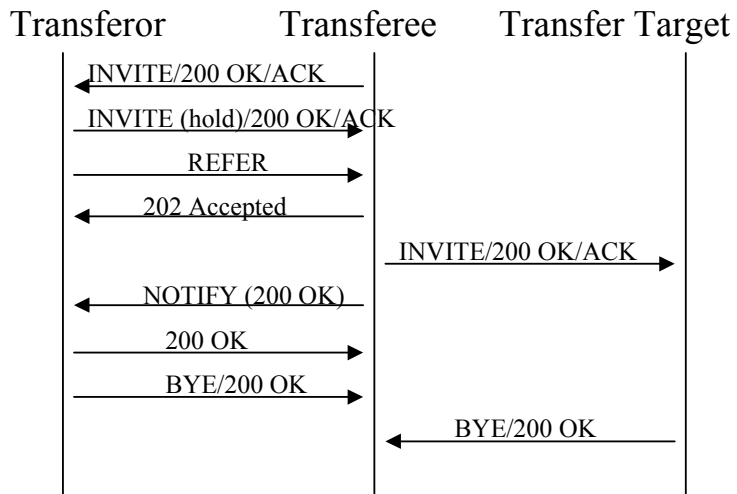 Transferor Transferee Transfer Target
INVITE/200 OK/ACK
INVITE (hold)/200 OK/ACK
REFER
202 Accepted
INVITE/200 OK/ACK
NOTIFY (200 OK)
200 OK
BYE/200 OK
BYE/200 OK